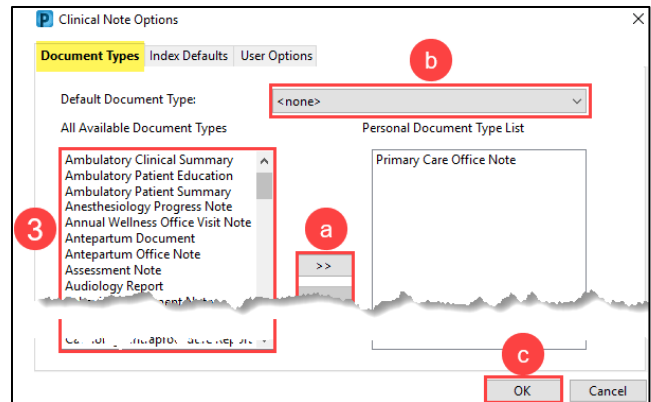 P Clinical Note Options
Document Types Index Defaults User Options
b
Default Document Type: <none>
All Available Document Types Personal Document Type List
Ambulatory Clinical Summary
Ambulatory Patient Education
Ambulatory Patient Summary
Anesthesiology Progress Note
Annual Wellness Office Visit Note
Antepartum Document
Antepartum Office Note
Assessment Note
Audiology Report
Primary Care Office Note
3
a
>>
c
OK Cancel